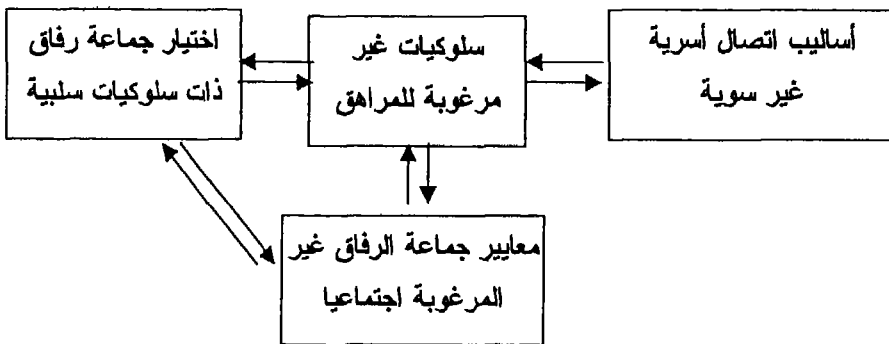 أساليب اتصال أسرية
غير سوية
سلوكيات غير
مرغوبة للمراهق
اختيار جماعة رفاق
ذات سلوكيات سلبية
معايير جماعة الرفاق غير
المرغوبة اجتماعيا